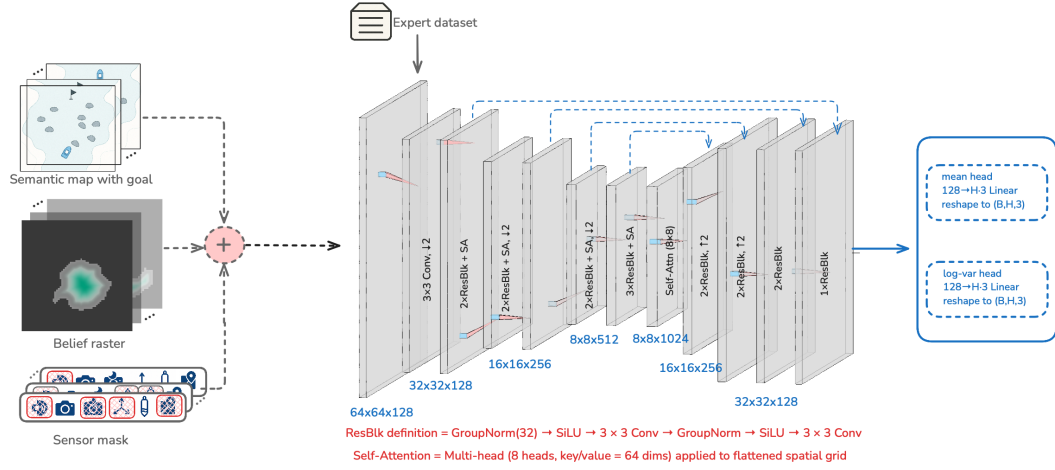 Expert dataset
Semantic map with goal
Belief raster
Sensor mask
+
3×3 Conv, ↓2
2×ResBlk + SA
2×ResBlk + SA, ↓2
2×ResBlk + SA, ↓2
3×ResBlk + SA
Self-Attn (8×8)
2×ResBlk, ↑2
2×ResBlk, ↑2
2×ResBlk
1×ResBlk
64x64x128
32x32x128
16x16x256
8x8x512
8x8x1024
16x16x256
32x32x128
mean head
128→H·3 Linear
reshape to (B,H,3)
log-var head
128→H·3 Linear
reshape to (B,H,3)
ResBlk definition = GroupNorm(32) → SiLU → 3 × 3 Conv → GroupNorm → SiLU → 3 × 3 Conv
Self-Attention = Multi-head (8 heads, key/value = 64 dims) applied to flattened spatial grid